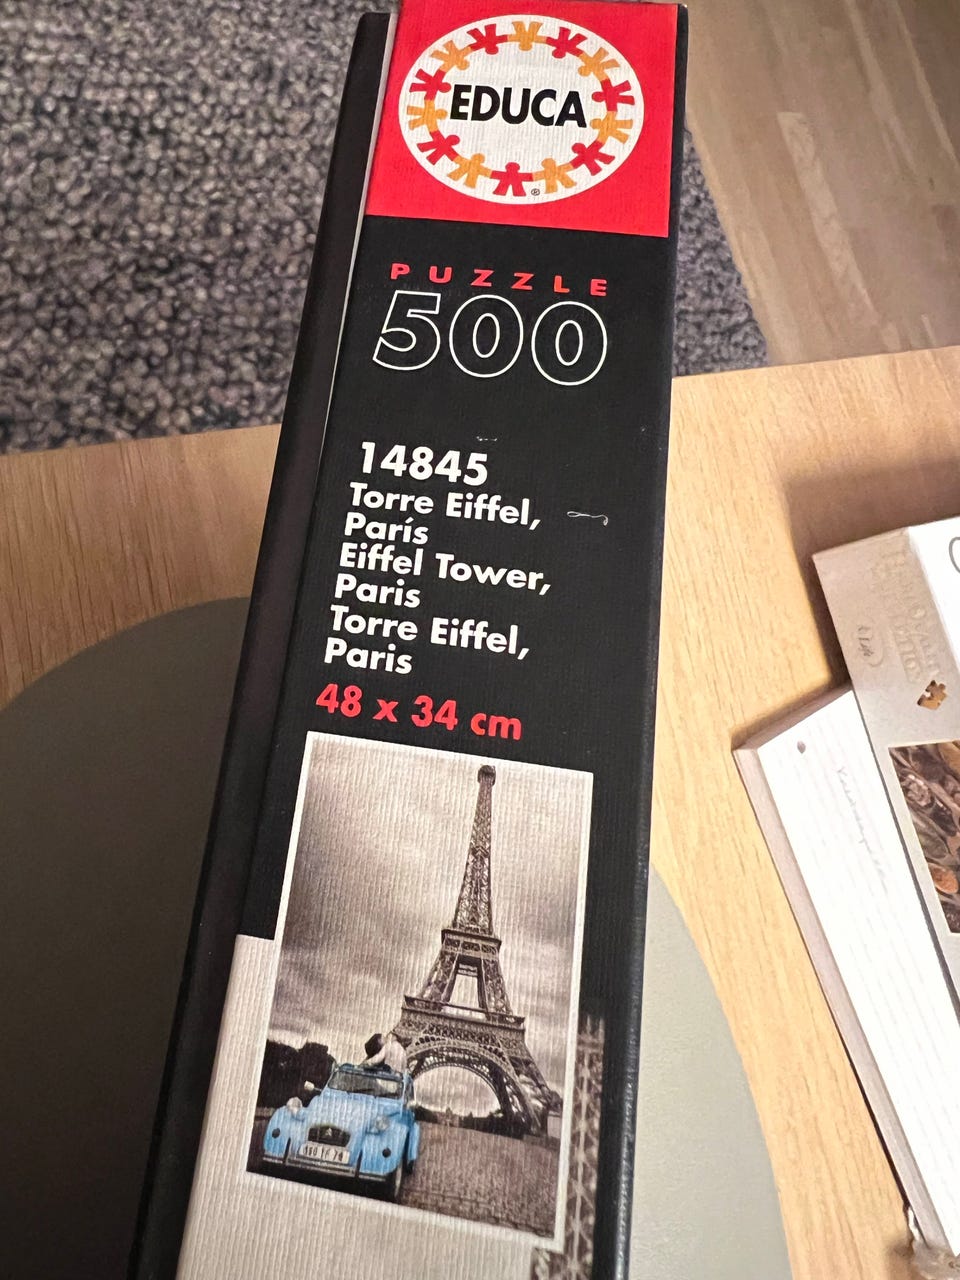 EDUCA
®
PUZZLE
500
14845
Torre Eiffel,
París
Eiffel Tower,
Paris
Torre Eiffel,
Paris
48 x 34 cm